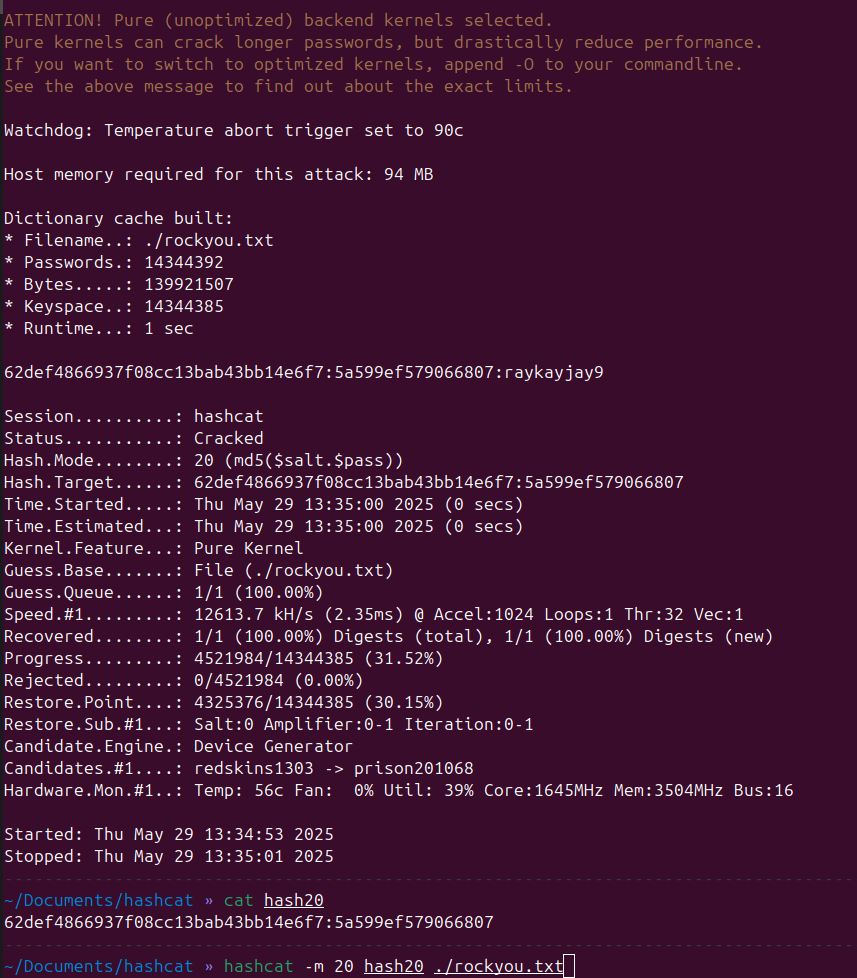 ATTENTION! Pure (unoptimized) backend kernels selected.
Pure kernels can crack longer passwords, but drastically reduce performance.
If you want to switch to optimized kernels, append -O to your commandline.
See the above message to find out about the exact limits.
Watchdog: Temperature abort trigger set to 90c
Host memory required for this attack: 94 MB
Dictionary cache built:
* Filename..: ./rockyou.txt
* Passwords.: 14344392
* Bytes.....: 139921507
* Keyspace..: 14344385
* Runtime...: 1 sec
62def4866937f08cc13bab43bb14e6f7:5a599ef579066807:raykayjay9
Session..........: hashcat
Status...........: Cracked
Hash.Mode........: 20 (md5($salt.$pass))
Hash.Target......: 62def4866937f08cc13bab43bb14e6f7:5a599ef579066807
Time.Started.....: Thu May 29 13:35:00 2025 (0 secs)
Time.Estimated...: Thu May 29 13:35:00 2025 (0 secs)
Kernel.Feature...: Pure Kernel
Guess.Base.......: File (./rockyou.txt)
Guess.Queue......: 1/1 (100.00%)
Speed.#1.........: 12613.7 kH/s (2.35ms) @ Accel:1024 Loops:1 Thr:32 Vec:1
Recovered........: 1/1 (100.00%) Digests (total), 1/1 (100.00%) Digests (new)
Progress.........: 4521984/14344385 (31.52%)
Rejected.........: 0/4521984 (0.00%)
Restore.Point....: 4325376/14344385 (30.15%)
Restore.Sub.#1...: Salt:0 Amplifier:0-1 Iteration:0-1
Candidate.Engine.: Device Generator
Candidates.#1....: redskins1303 -> prison201068
Hardware.Mon.#1..: Temp: 56c Fan:  0% Util: 39% Core:1645MHz Mem:3504MHz Bus:16
Started: Thu May 29 13:34:53 2025
Stopped: Thu May 29 13:35:01 2025
~/Documents/hashcat » cat hash20
62def4866937f08cc13bab43bb14e6f7:5a599ef579066807
~/Documents/hashcat » hashcat -m 20 hash20 ./rockyou.txt